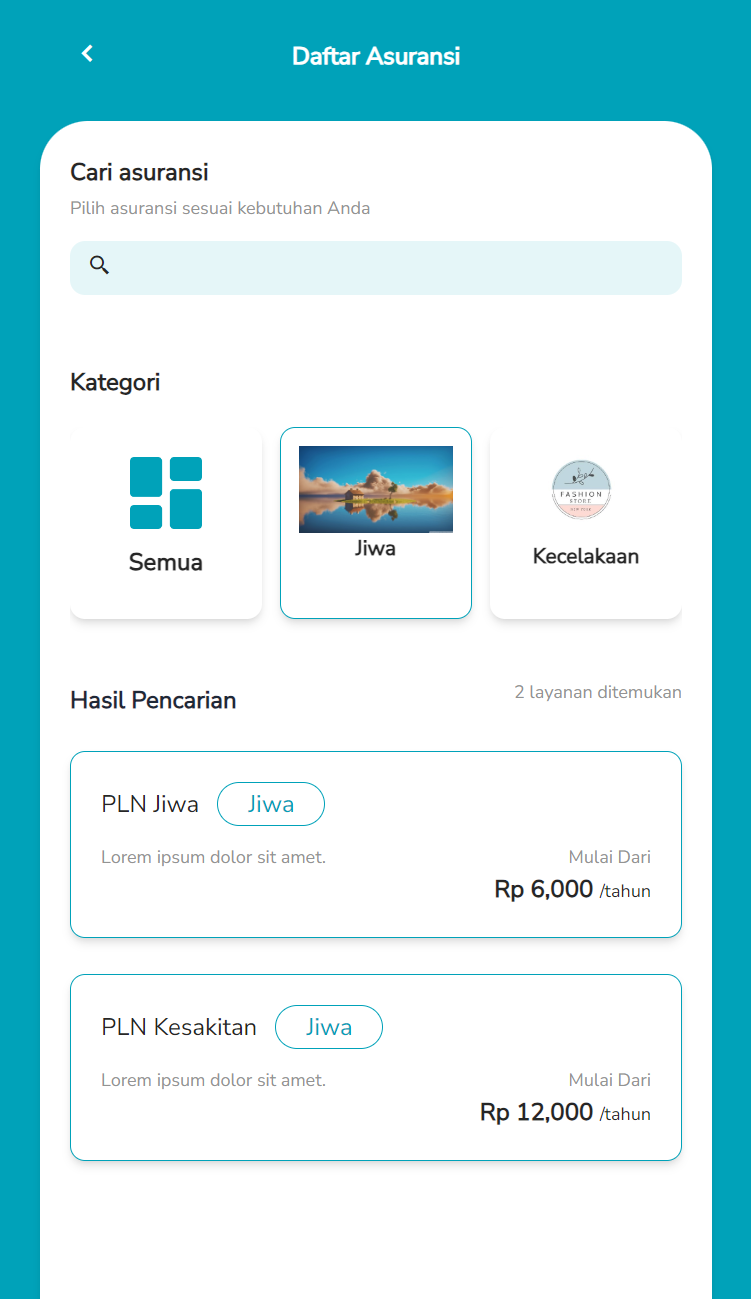 Daftar Asuransi
Cari asuransi
Pilih asuransi sesuai kebutuhan Anda
Kategori
FASHION
STORE
Semua
Jiwa
Kecelakaan
Hasil Pencarian
2 layanan ditemukan
PLN Jiwa
Jiwa
Lorem ipsum dolor sit amet.
Mulai Dari
Rp 6,000 /tahun
PLN Kesakitan
Jiwa
Lorem ipsum dolor sit amet.
Mulai Dari
Rp 12,000 /tahun